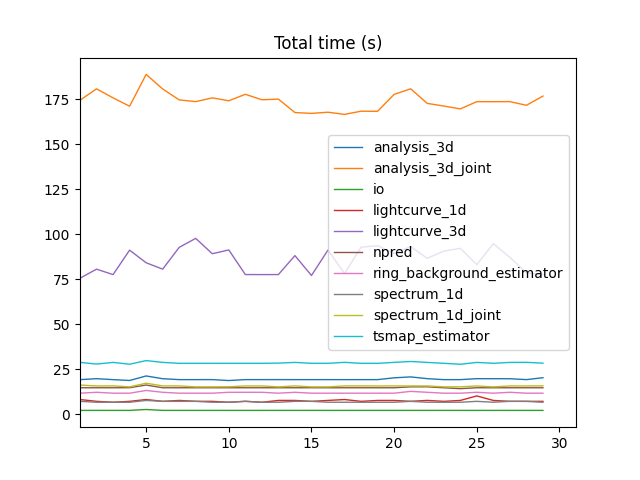 Total time (s)
175
150
125
100
75
50
25
0
analysis_3d
analysis_3d_joint
io
lightcurve_1d
lightcurve_3d
npred
ring_background_estimator
spectrum_1d
spectrum_1d_joint
tsmap_estimator
5 10 15 20 25 30